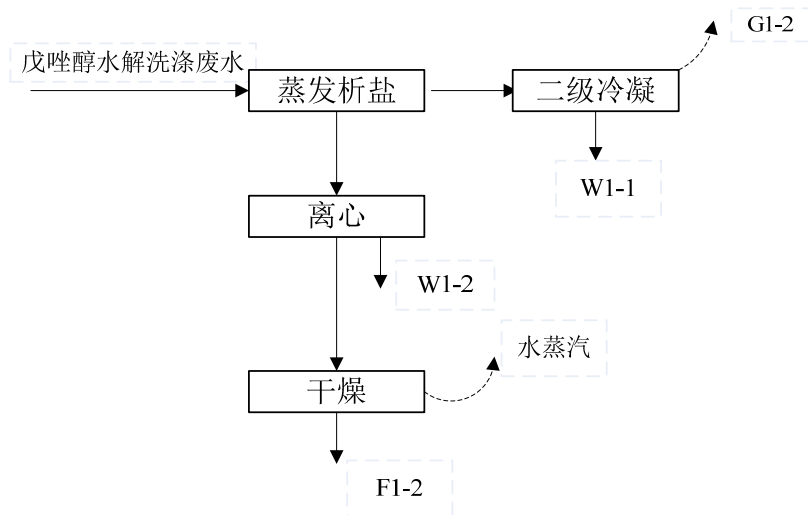 G1-2
戊唑醇水解洗涤废水
蒸发析盐
二级冷凝
W1-1
离心
W1-2
水蒸汽
干燥
F1-2